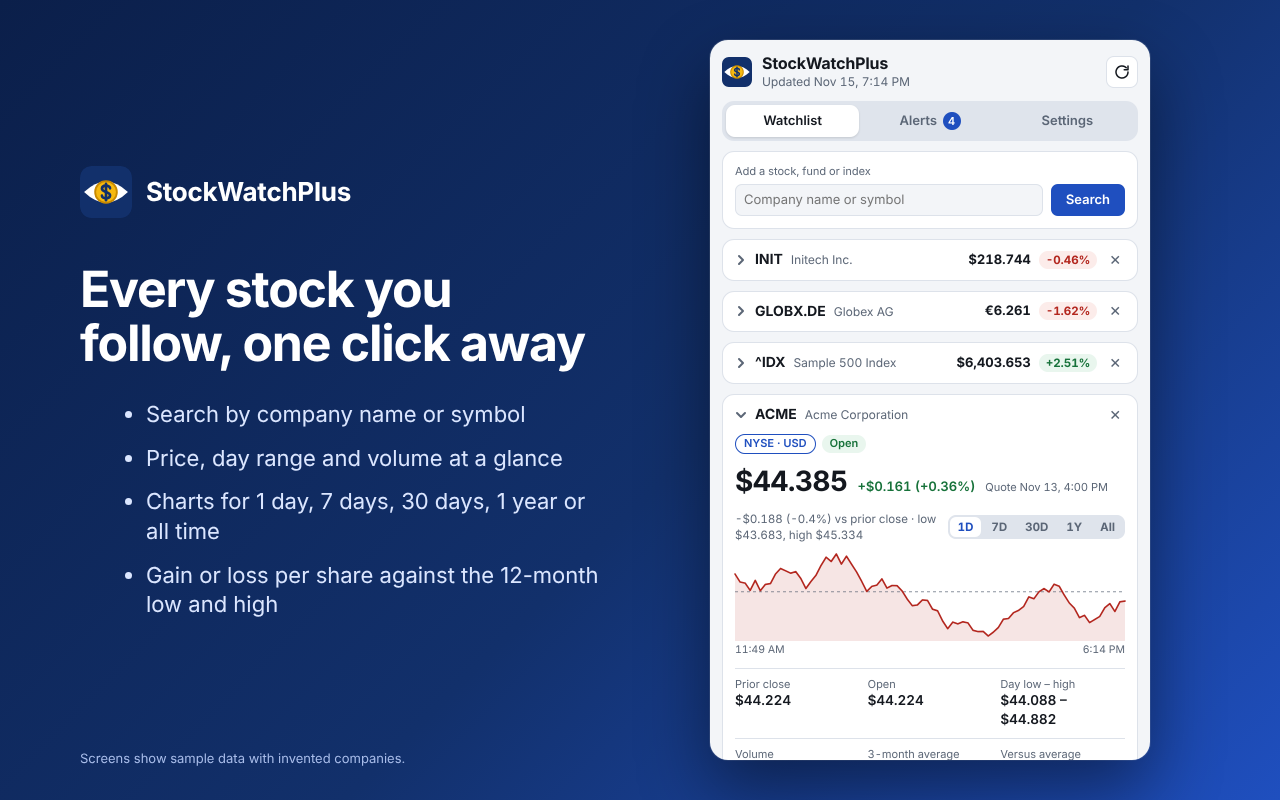 StockWatchPlus
Every stock you
follow, one click away
• Search by company name or symbol
• Price, day range and volume at a glance
• Charts for 1 day, 7 days, 30 days, 1 year or
all time
• Gain or loss per share against the 12-month
low and high
Screens show sample data with invented companies.
StockWatchPlus
Updated Nov 15, 7:14 PM
Watchlist Alerts 4 Settings
Add a stock, fund or index
Company name or symbol Search
INIT Initech Inc. $218.744 -0.46% ×
GLOBX.DE Globex AG €6.261 -1.62% ×
^IDX Sample 500 Index $6,403.653 +2.51% ×
ACME Acme Corporation ×
NYSE · USD Open
$44.385 +$0.161 (+0.36%) Quote Nov 13, 4:00 PM
-$0.188 (-0.4%) vs prior close · low
$43.683, high $45.334
1D 7D 30D 1Y All
11:49 AM 6:14 PM
Prior close Open Day low – high
$44.224 $44.224 $44.088 –
$44.882
Volume 3-month average Versus average